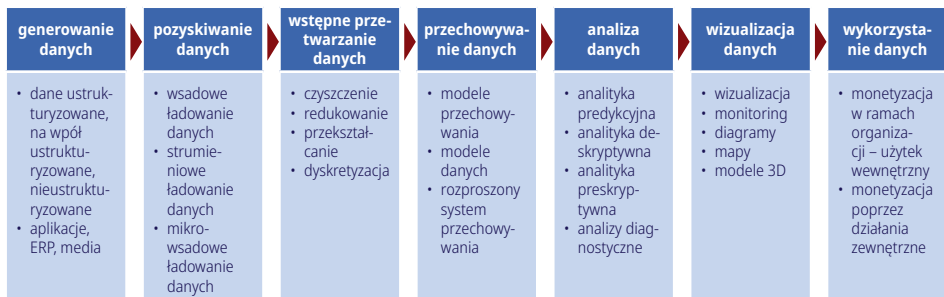 generowanie
danych
• dane ustruk-
turyzowane,
na wpół
ustruktu-
ryzowane,
nieustruktu-
ryzowane
• aplikacje,
ERP, media
pozyskiwanie
danych
• wsadowe
ładowanie
danych
• strumie-
niowe
ładowanie
danych
• mikro-
wsadowe
ładowanie
danych
wstępne prze-
twarzanie
danych
• czyszczenie
• redukowanie
• przekształ-
canie
• dyskretyzacja
przechowywa-
nie danych
• modele
przechowy-
wania
• modele
danych
• rozproszony
system
przechowy-
wania
analiza
danych
• analityka
predykcyjna
• analityka de-
skryptywna
• analityka
preskryp-
tywna
• analizy diag-
nostyczne
wizualizacja
danych
• wizualizacja
• monitoring
• diagramy
• mapy
• modele 3D
wykorzysta-
nie danych
• monetyzacja
w ramach
organiza-
cji – użytek
wewnętrzny
• monetyzacja
poprzez
działania
zewnętrzne